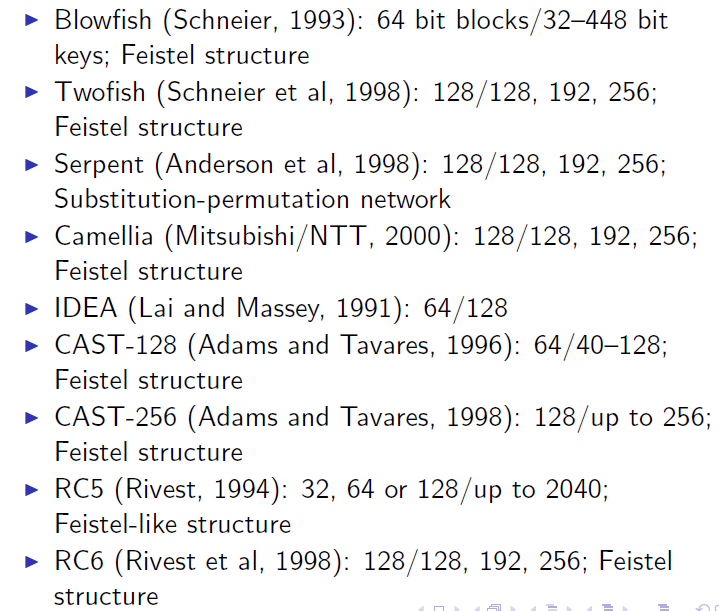 ▶ Blowfish (Schneier, 1993): 64 bit blocks/32–448 bit
keys; Feistel structure
▶ Twofish (Schneier et al, 1998): 128/128, 192, 256;
Feistel structure
▶ Serpent (Anderson et al, 1998): 128/128, 192, 256;
Substitution-permutation network
▶ Camellia (Mitsubishi/NTT, 2000): 128/128, 192, 256;
Feistel structure
▶ IDEA (Lai and Massey, 1991): 64/128
▶ CAST-128 (Adams and Tavares, 1996): 64/40–128;
Feistel structure
▶ CAST-256 (Adams and Tavares, 1998): 128/up to 256;
Feistel structure
▶ RC5 (Rivest, 1994): 32, 64 or 128/up to 2040;
Feistel-like structure
▶ RC6 (Rivest et al, 1998): 128/128, 192, 256; Feistel
structure